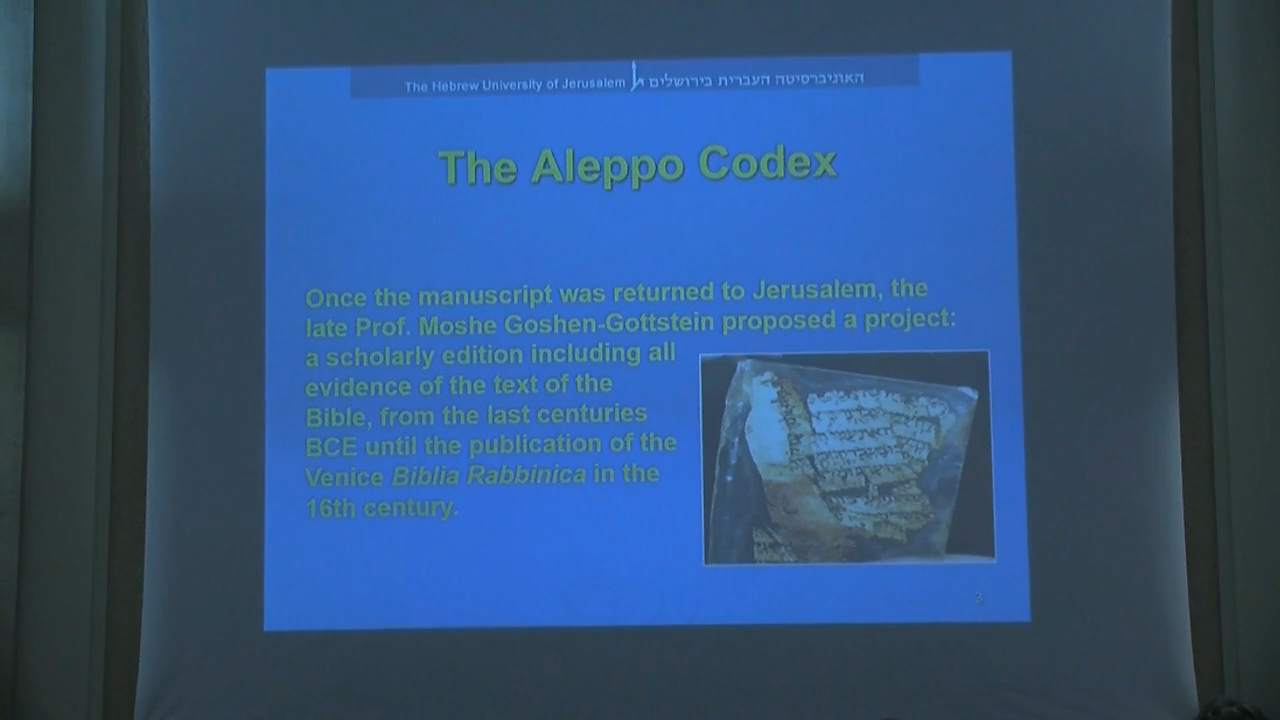 The Hebrew University of Jerusalem האוניברסיטה העברית בירושלים
The Aleppo Codex
Once the manuscript was returned to Jerusalem, the
late Prof. Moshe Goshen-Gottstein proposed a project:
a scholarly edition including all
evidence of the text of the
Bible, from the last centuries
BCE until the publication of the
Venice Biblia Rabbinica in the
16th century.
3